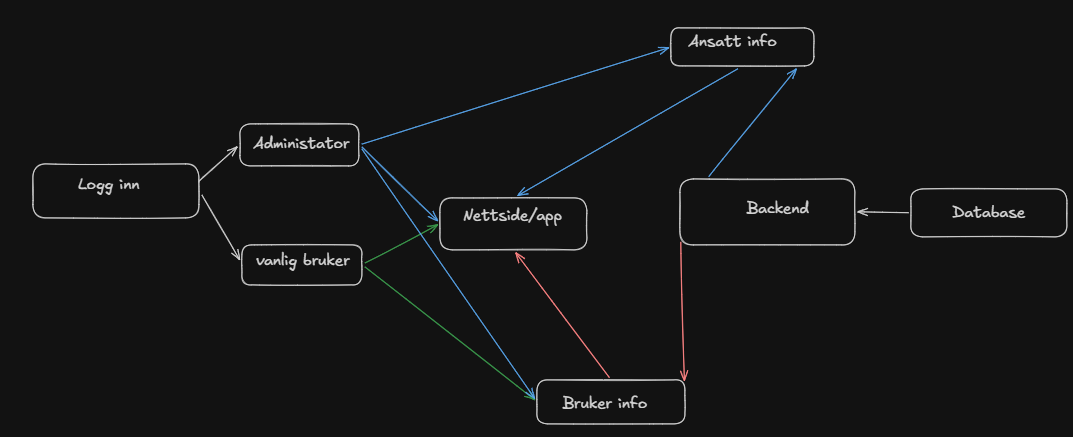 Ansatt info
Administator
Logg inn
Nettside/app
Backend
Database
vanlig bruker
Bruker info